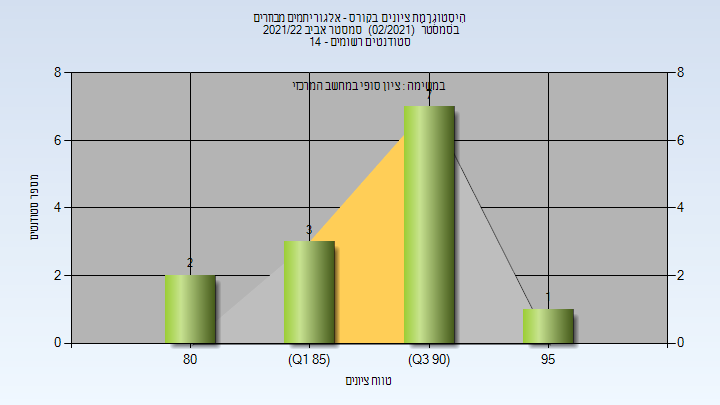 היסטוגרמת ציונים בקורס - אלגוריתמים מבוזרים
בסמסטר (02/2021) סמסטר אביב 2021/22
סטודנטים רשומים - 14
במשימה : ציון סופי במחשב המרכזי
8
6
4
2
0
8
6
4
2
0
מספר סטודנטים
2
3
7
1
80
(Q1 85)
(Q3 90)
95
טווח ציונים